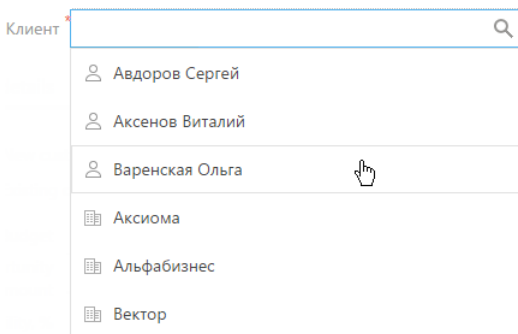 Клиент *
Авдоров Сергей
Аксенов Виталий
Варенская Ольга
Аксиома
Альфабизнес
Вектор